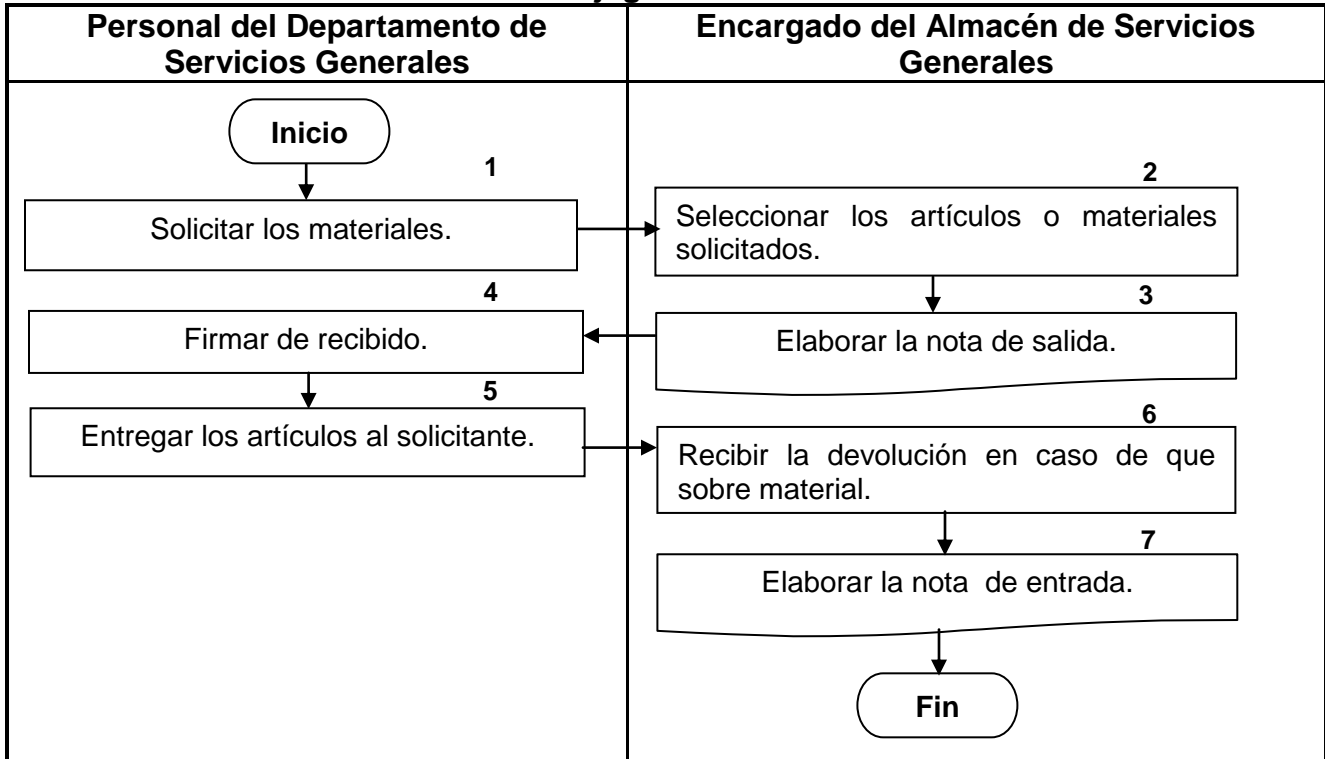 Personal del Departamento de
Servicios Generales
Encargado del Almacén de Servicios
Generales
Inicio
1
Solicitar los materiales.
2
Seleccionar los artículos o materiales
solicitados.
3
Elaborar la nota de salida.
4
Firmar de recibido.
5
Entregar los artículos al solicitante.
6
Recibir la devolución en caso de que
sobre material.
7
Elaborar la nota de entrada.
Fin